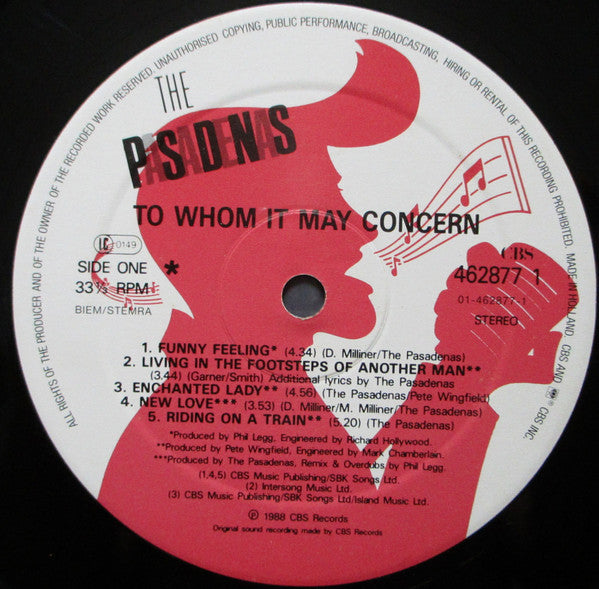 ALL RIGHTS OF THE PRODUCER AND OF THE OWNER OF THE RECORDED WORK RESERVED. UNAUTHORISED COPYING, PUBLIC PERFORMANCE, BROADCASTING, HIRING OR RENTAL OF THIS RECORDING PROHIBITED. MADE IN HOLLAND. CBS AND ® CBS INC.
THE
PASADENAS
TO WHOM IT MAY CONCERN
LC 0149
SIDE ONE *
33⅓ RPM
BIEM/STEMRA
CBS
462877 1
01-462877-1
STEREO
1. FUNNY FEELING* (4.34) (D. Milliner/The Pasadenas)
2. LIVING IN THE FOOTSTEPS OF ANOTHER MAN**
(3.44) (Garner/Smith) Additional lyrics by The Pasadenas
3. ENCHANTED LADY** (4.56) (The Pasadenas/Pete Wingfield)
4. NEW LOVE*** (3.53) (D. Milliner/M. Milliner/The Pasadenas)
5. RIDING ON A TRAIN** (5.20) (The Pasadenas)
*Produced by Phil Legg, Engineered by Richard Hollywood.
**Produced by Pete Wingfield, Engineered by Mark Chamberlain.
***Produced by The Pasadenas, Remix & Overdubs by Phil Legg.
(1.4,5) CBS Music Publishing/SBK Songs Ltd.
(2) Intersong Music Ltd.
(3) CBS Music Publishing/SBK Songs Ltd/Island Music Ltd.
℗ 1988 CBS Records
Original sound recording made by CBS Records